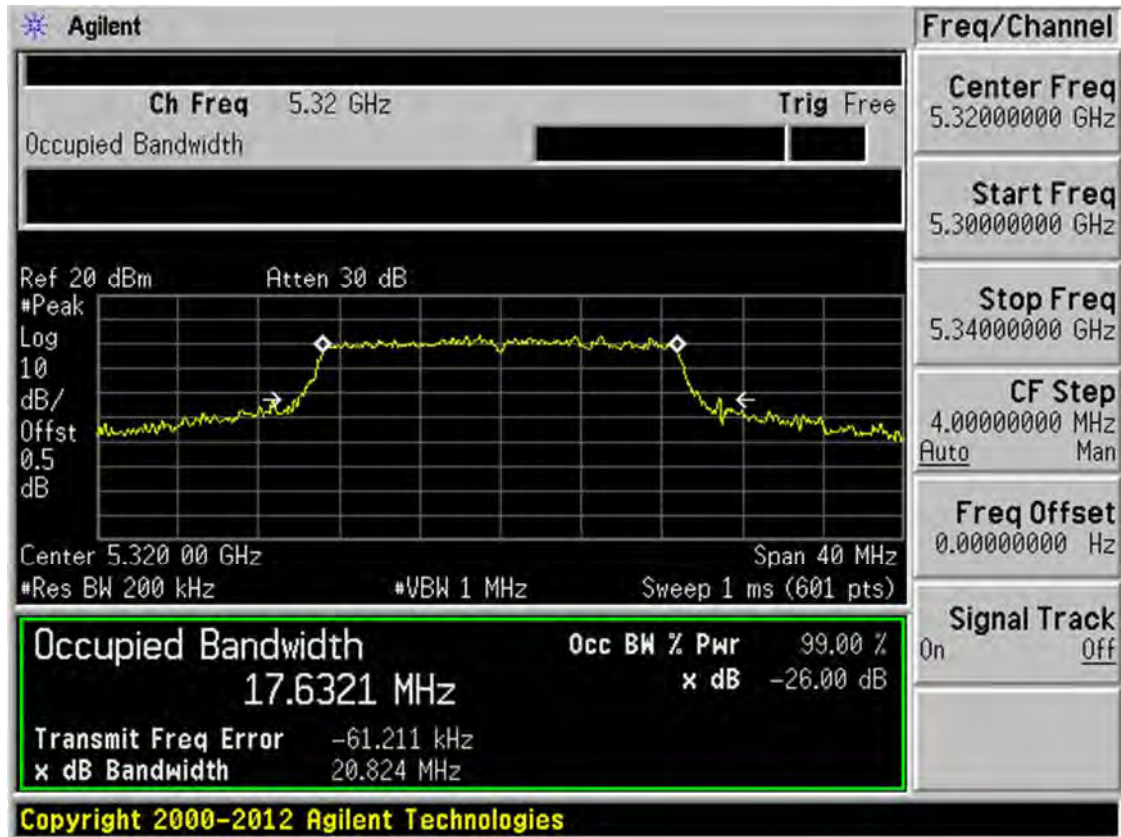 Agilent
Freq/Channel
Ch Freq 5.32 GHz Trig Free
Occupied Bandwidth
Center Freq
5.32000000 GHz
Start Freq
5.30000000 GHz
Stop Freq
5.34000000 GHz
CF Step
4.00000000 MHz
Auto Man
Freq Offset
0.00000000 Hz
Signal Track
On Off
Ref 20 dBm Atten 30 dB
#Peak
Log
10
dB/
Offst
0.5
dB
Center 5.320 00 GHz Span 40 MHz
#Res BW 200 kHz #VBW 1 MHz Sweep 1 ms (601 pts)
Occupied Bandwidth Occ BW % Pwr 99.00 %
17.6321 MHz x dB -26.00 dB
Transmit Freq Error -61.211 kHz
x dB Bandwidth 20.824 MHz
Copyright 2000-2012 Agilent Technologies